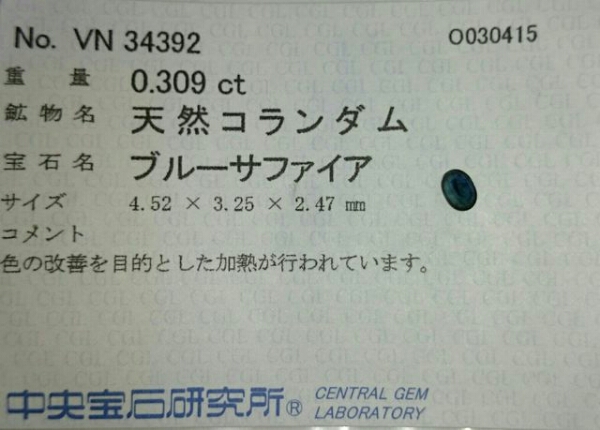 No. VN 34392 O030415
重量 0.309 ct
鉱物名 天然コランダム
宝石名 ブルーサファイア
サイズ 4.52 × 3.25 × 2.47 mm
コメント
色の改善を目的とした加熱が行われています。
中央宝石研究所® CENTRAL GEM LABORATORY